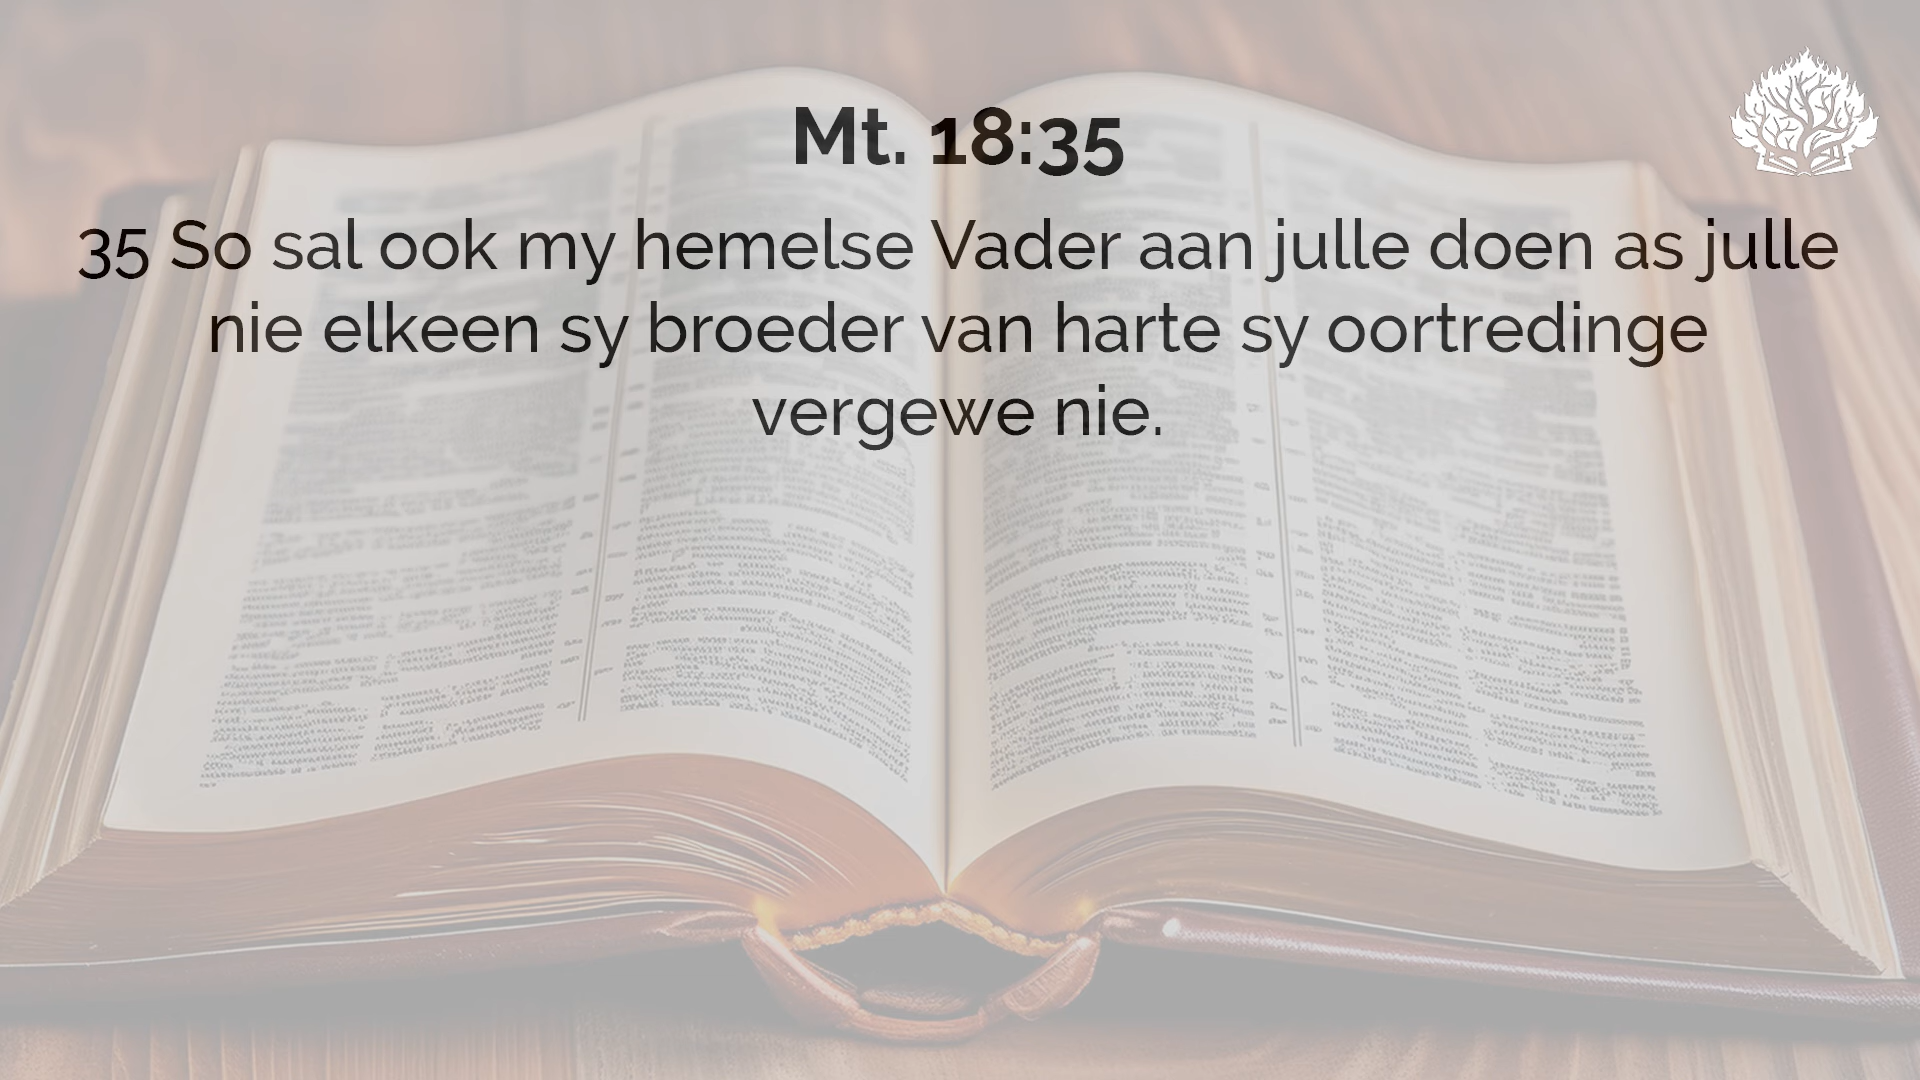 Mt. 18:35
35 So sal ook my hemelse Vader aan julle doen as julle
nie elkeen sy broeder van harte sy oortredinge
vergewe nie.